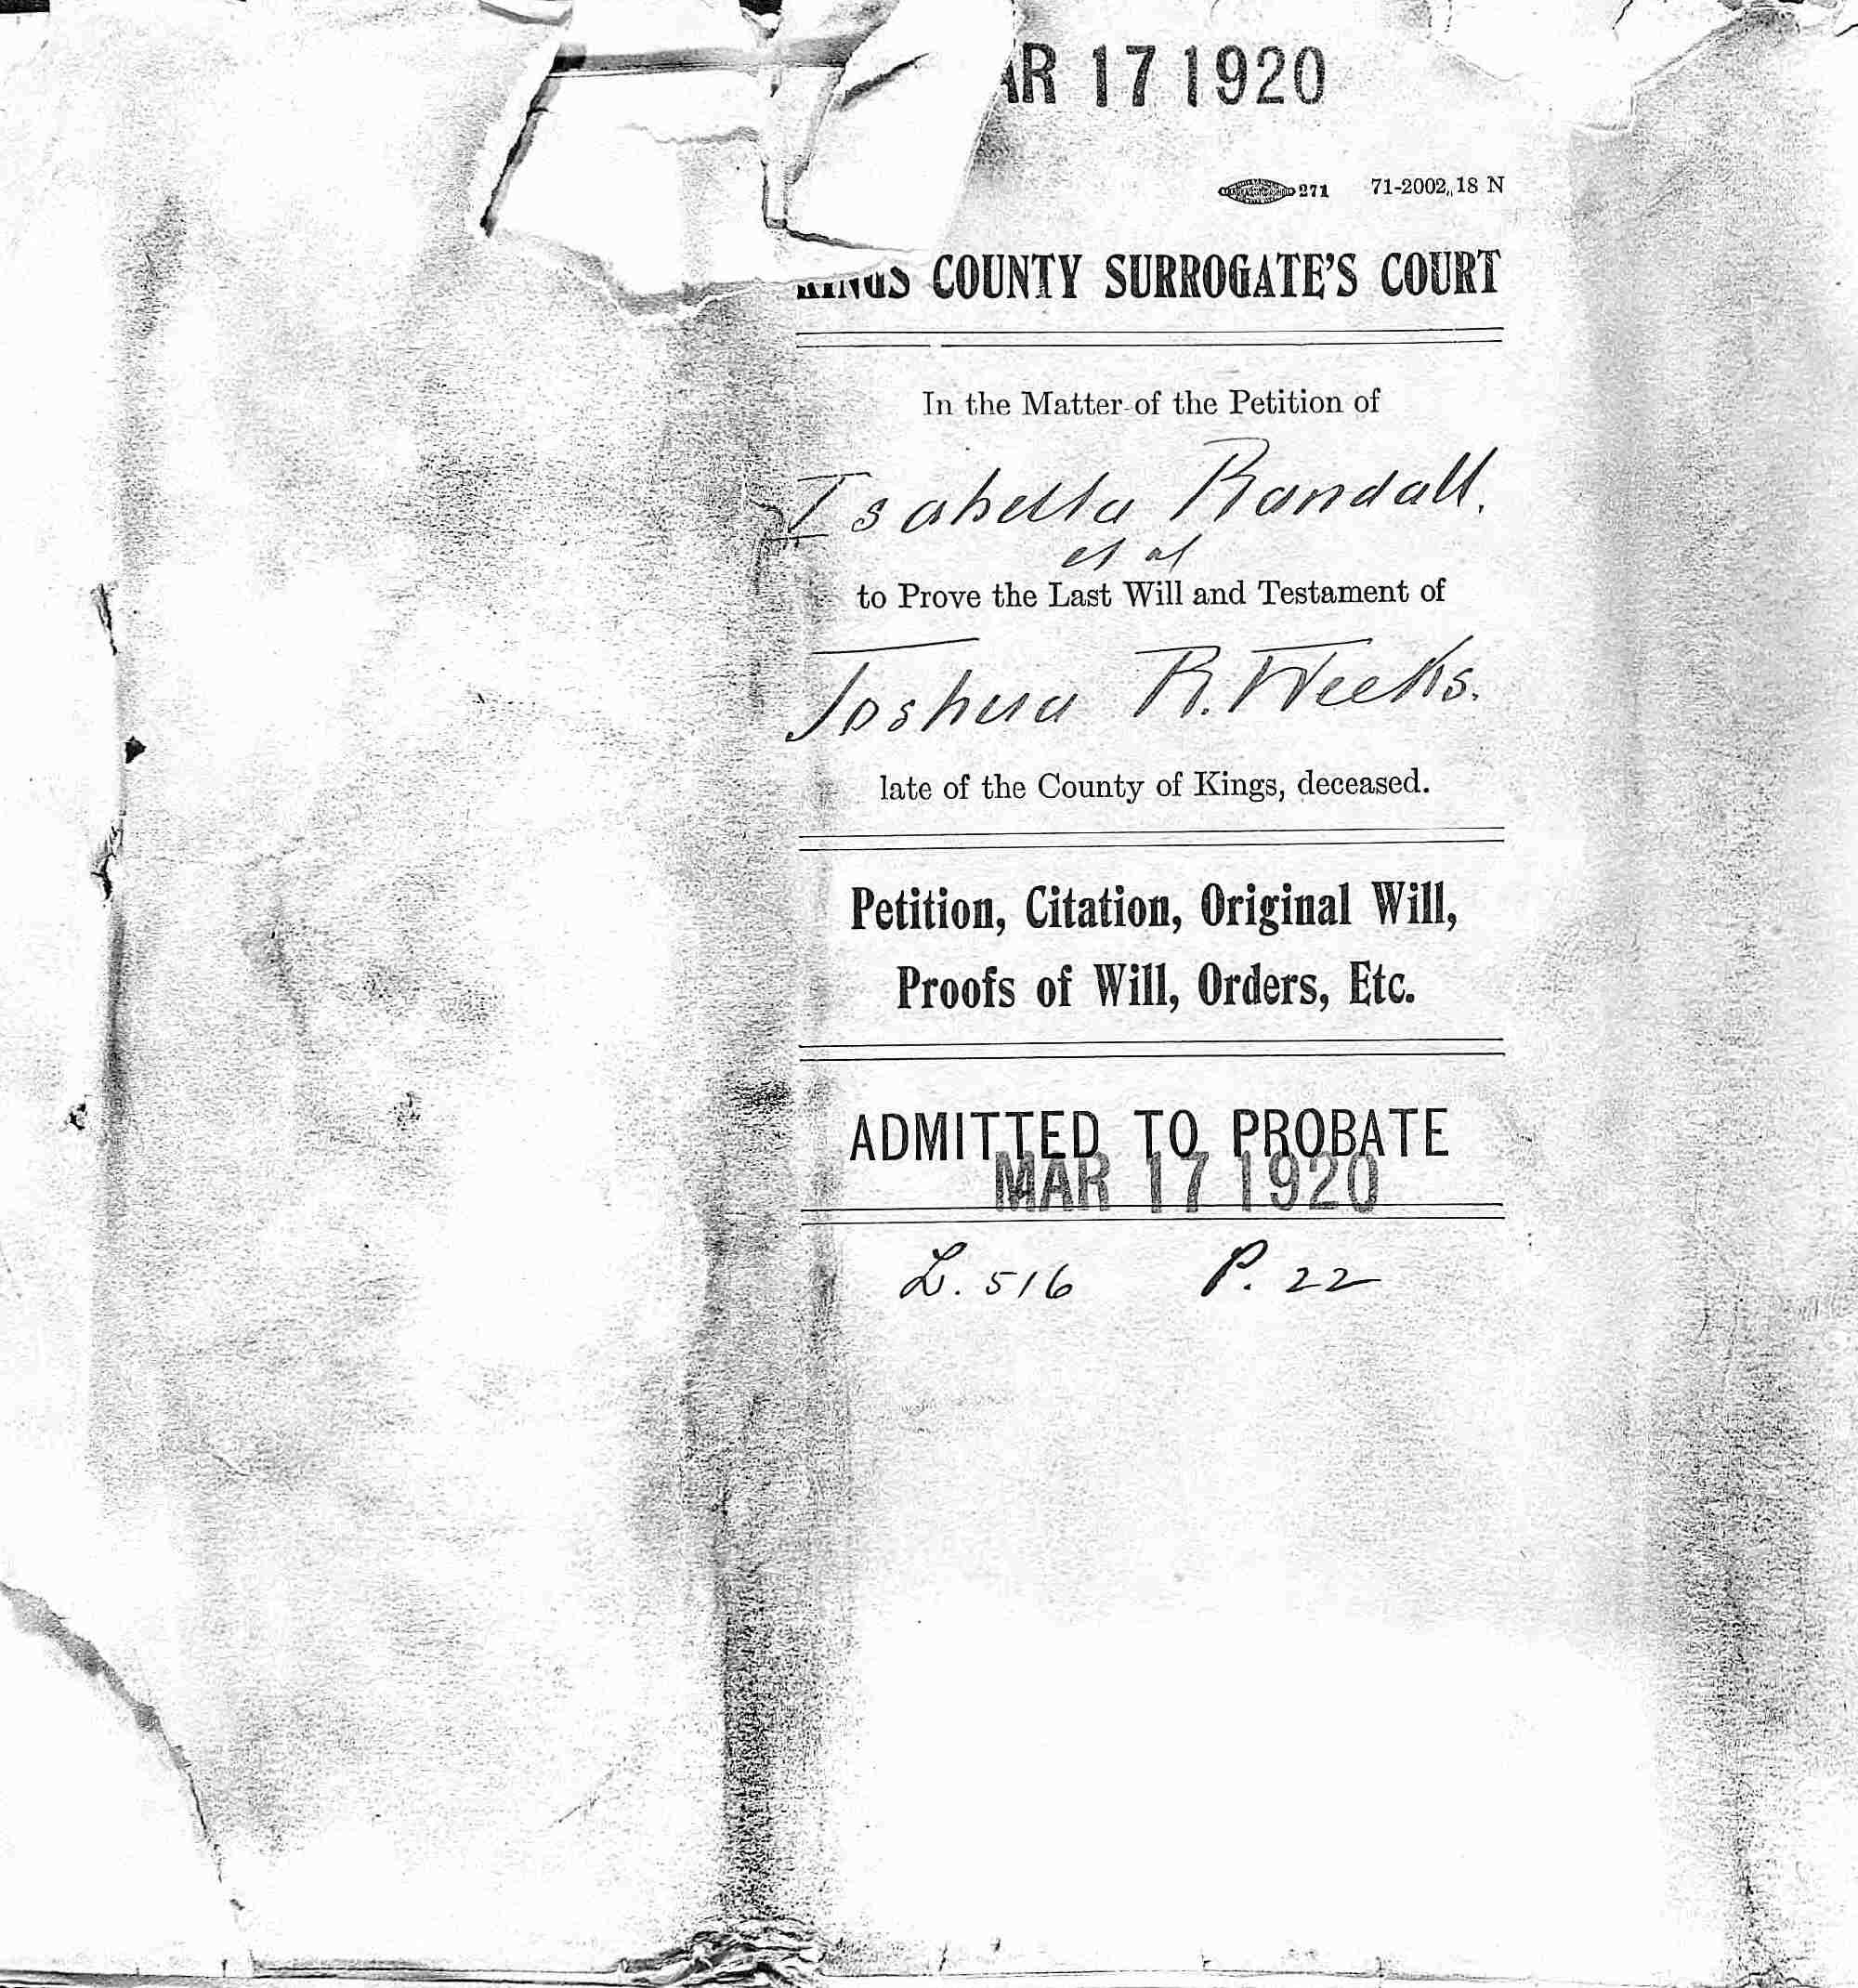 AR 17 1920
271 71-2002,,18 N
KINGS COUNTY SURROGATE'S COURT
In the Matter of the Petition of
Isabella Randall.
et al
to Prove the Last Will and Testament of
Joshua R. Weeks.
late of the County of Kings, deceased.
Petition, Citation, Original Will,
Proofs of Will, Orders, Etc.
ADMITTED TO PROBATE
MAR 17 1920
L. 516 P. 22